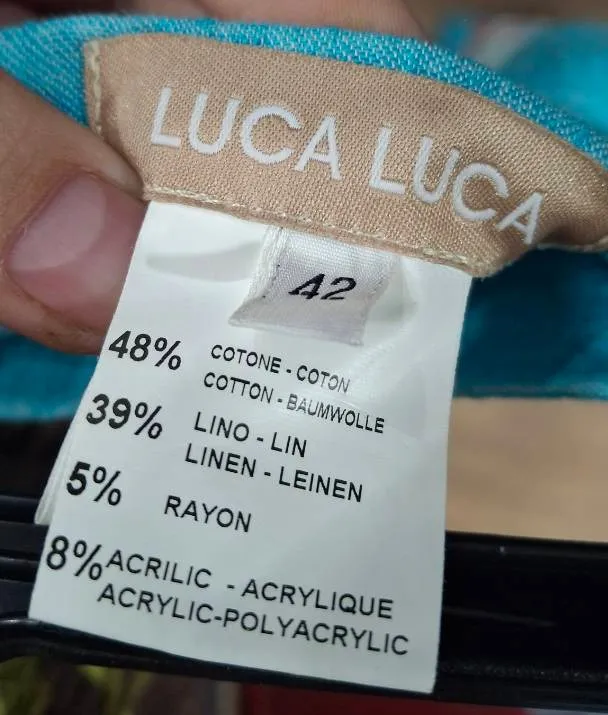 LUCA LUCA
42
48% COTONE - COTON
COTTON - BAUMWOLLE
39% LINO - LIN
LINEN - LEINEN
5% RAYON
8% ACRILIC - ACRYLIQUE
ACRYLIC-POLYACRYLIC